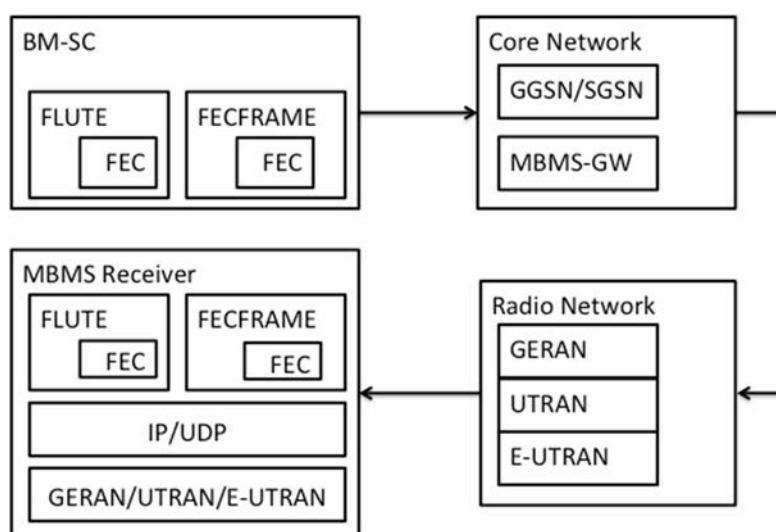 BM-SC
FLUTE
FEC
FECFRAME
FEC
Core Network
GGSN/SGSN
MBMS-GW
MBMS Receiver
FLUTE
FEC
FECFRAME
FEC
IP/UDP
GERAN/UTRAN/E-UTRAN
Radio Network
GERAN
UTRAN
E-UTRAN